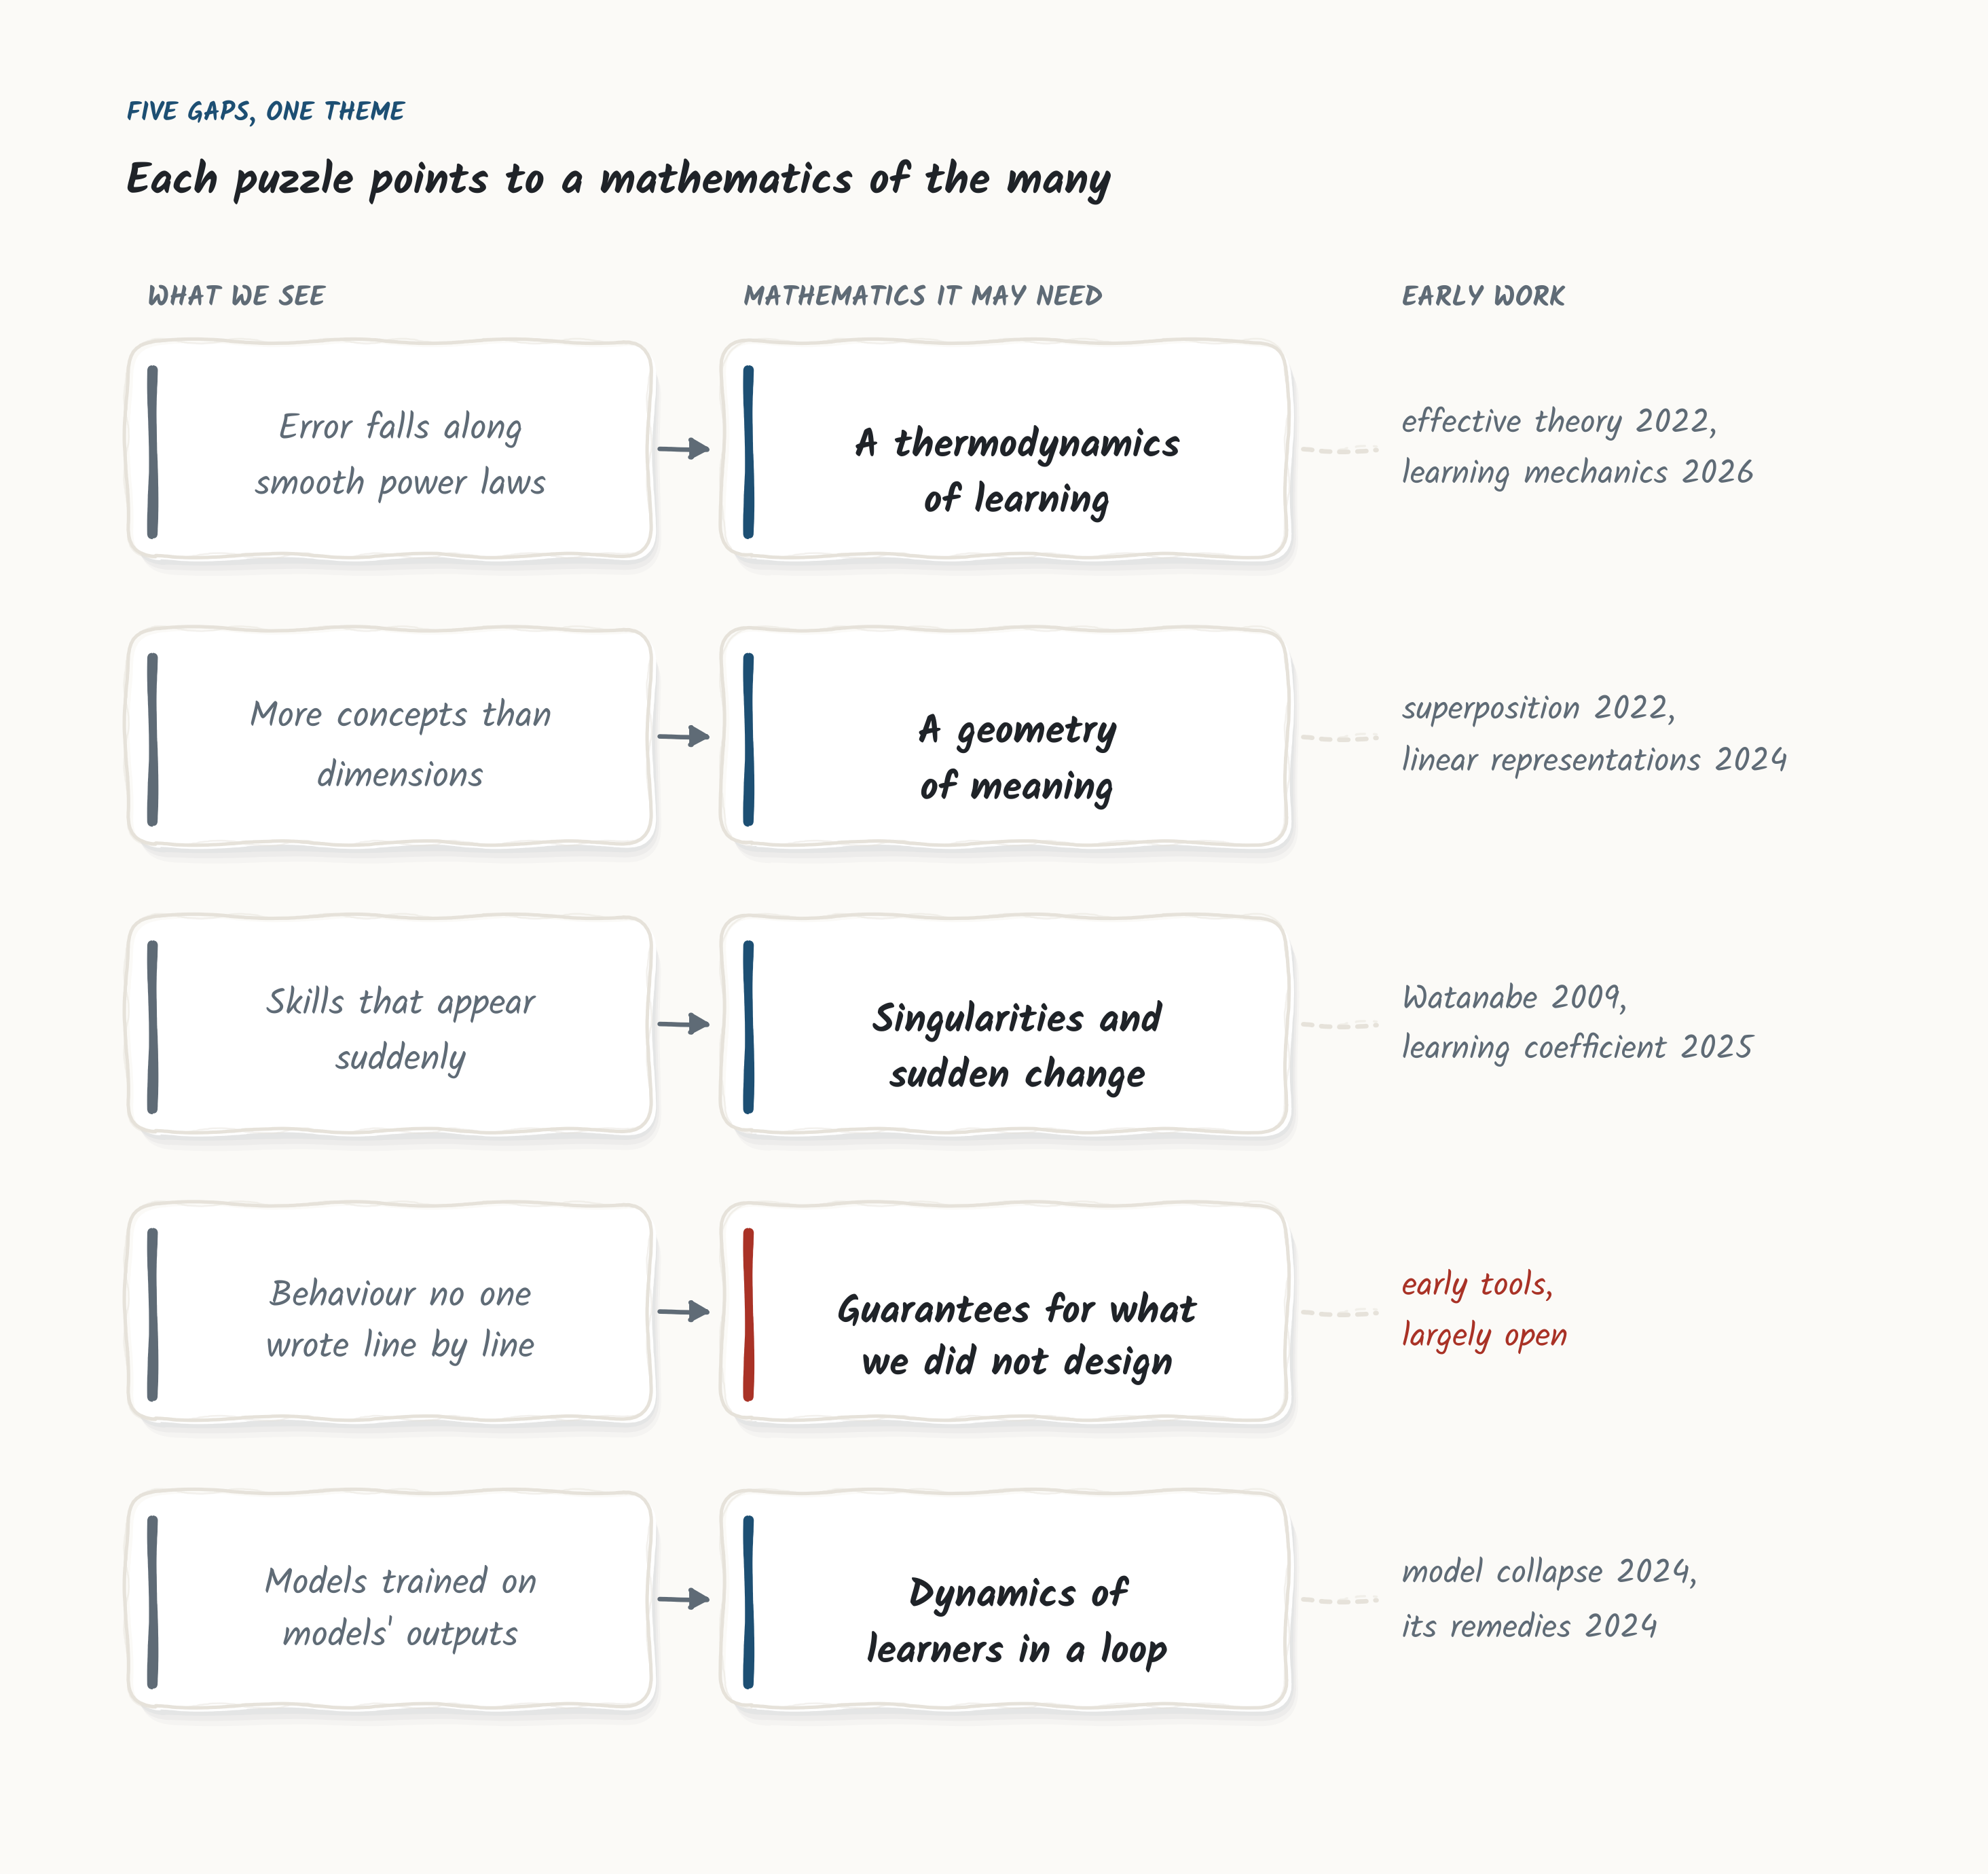 FIVE GAPS, ONE THEME
Each puzzle points to a mathematics of the many
WHAT WE SEE
MATHEMATICS IT MAY NEED
EARLY WORK
Error falls along
smooth power laws
A thermodynamics
of learning
effective theory 2022,
learning mechanics 2026
More concepts than
dimensions
A geometry
of meaning
superposition 2022,
linear representations 2024
Skills that appear
suddenly
Singularities and
sudden change
Watanabe 2009,
learning coefficient 2025
Behaviour no one
wrote line by line
Guarantees for what
we did not design
early tools,
largely open
Models trained on
models' outputs
Dynamics of
learners in a loop
model collapse 2024,
its remedies 2024